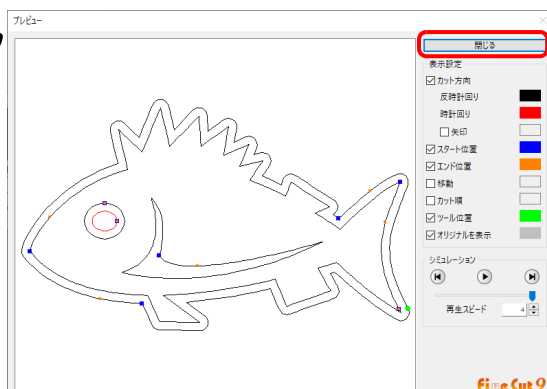 プレビュー
閉じる
表示設定
カット方向
反時計回り
時計回り
矢印
スタート位置
エンド位置
移動
カット順
ツール位置
オリジナルを表示
シミュレーション
再生スピード 4
FineCut 9